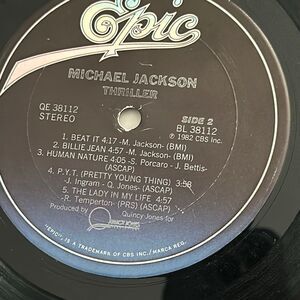 Epic
MICHAEL JACKSON
THRILLER
QE 38112
STEREO
SIDE 2
BL 38112
℗ 1982 CBS INC.
1. BEAT IT 4:17 -M. Jackson- (BMI)
2. BILLIE JEAN 4:57 -M. Jackson- (BMI)
3. HUMAN NATURE 4:05 -S. Porcaro - J. Bettis-
(ASCAP)
4. P.Y.T. (PRETTY YOUNG THING) 3:58
-J. Ingram - Q. Jones- (ASCAP)
5. THE LADY IN MY LIFE 4:57
-R. Temperton- (PRS) (ASCAP)
Produced by Quincy Jones for
"EPIC" IS A TRADEMARK OF CBS INC./MARCA REG.